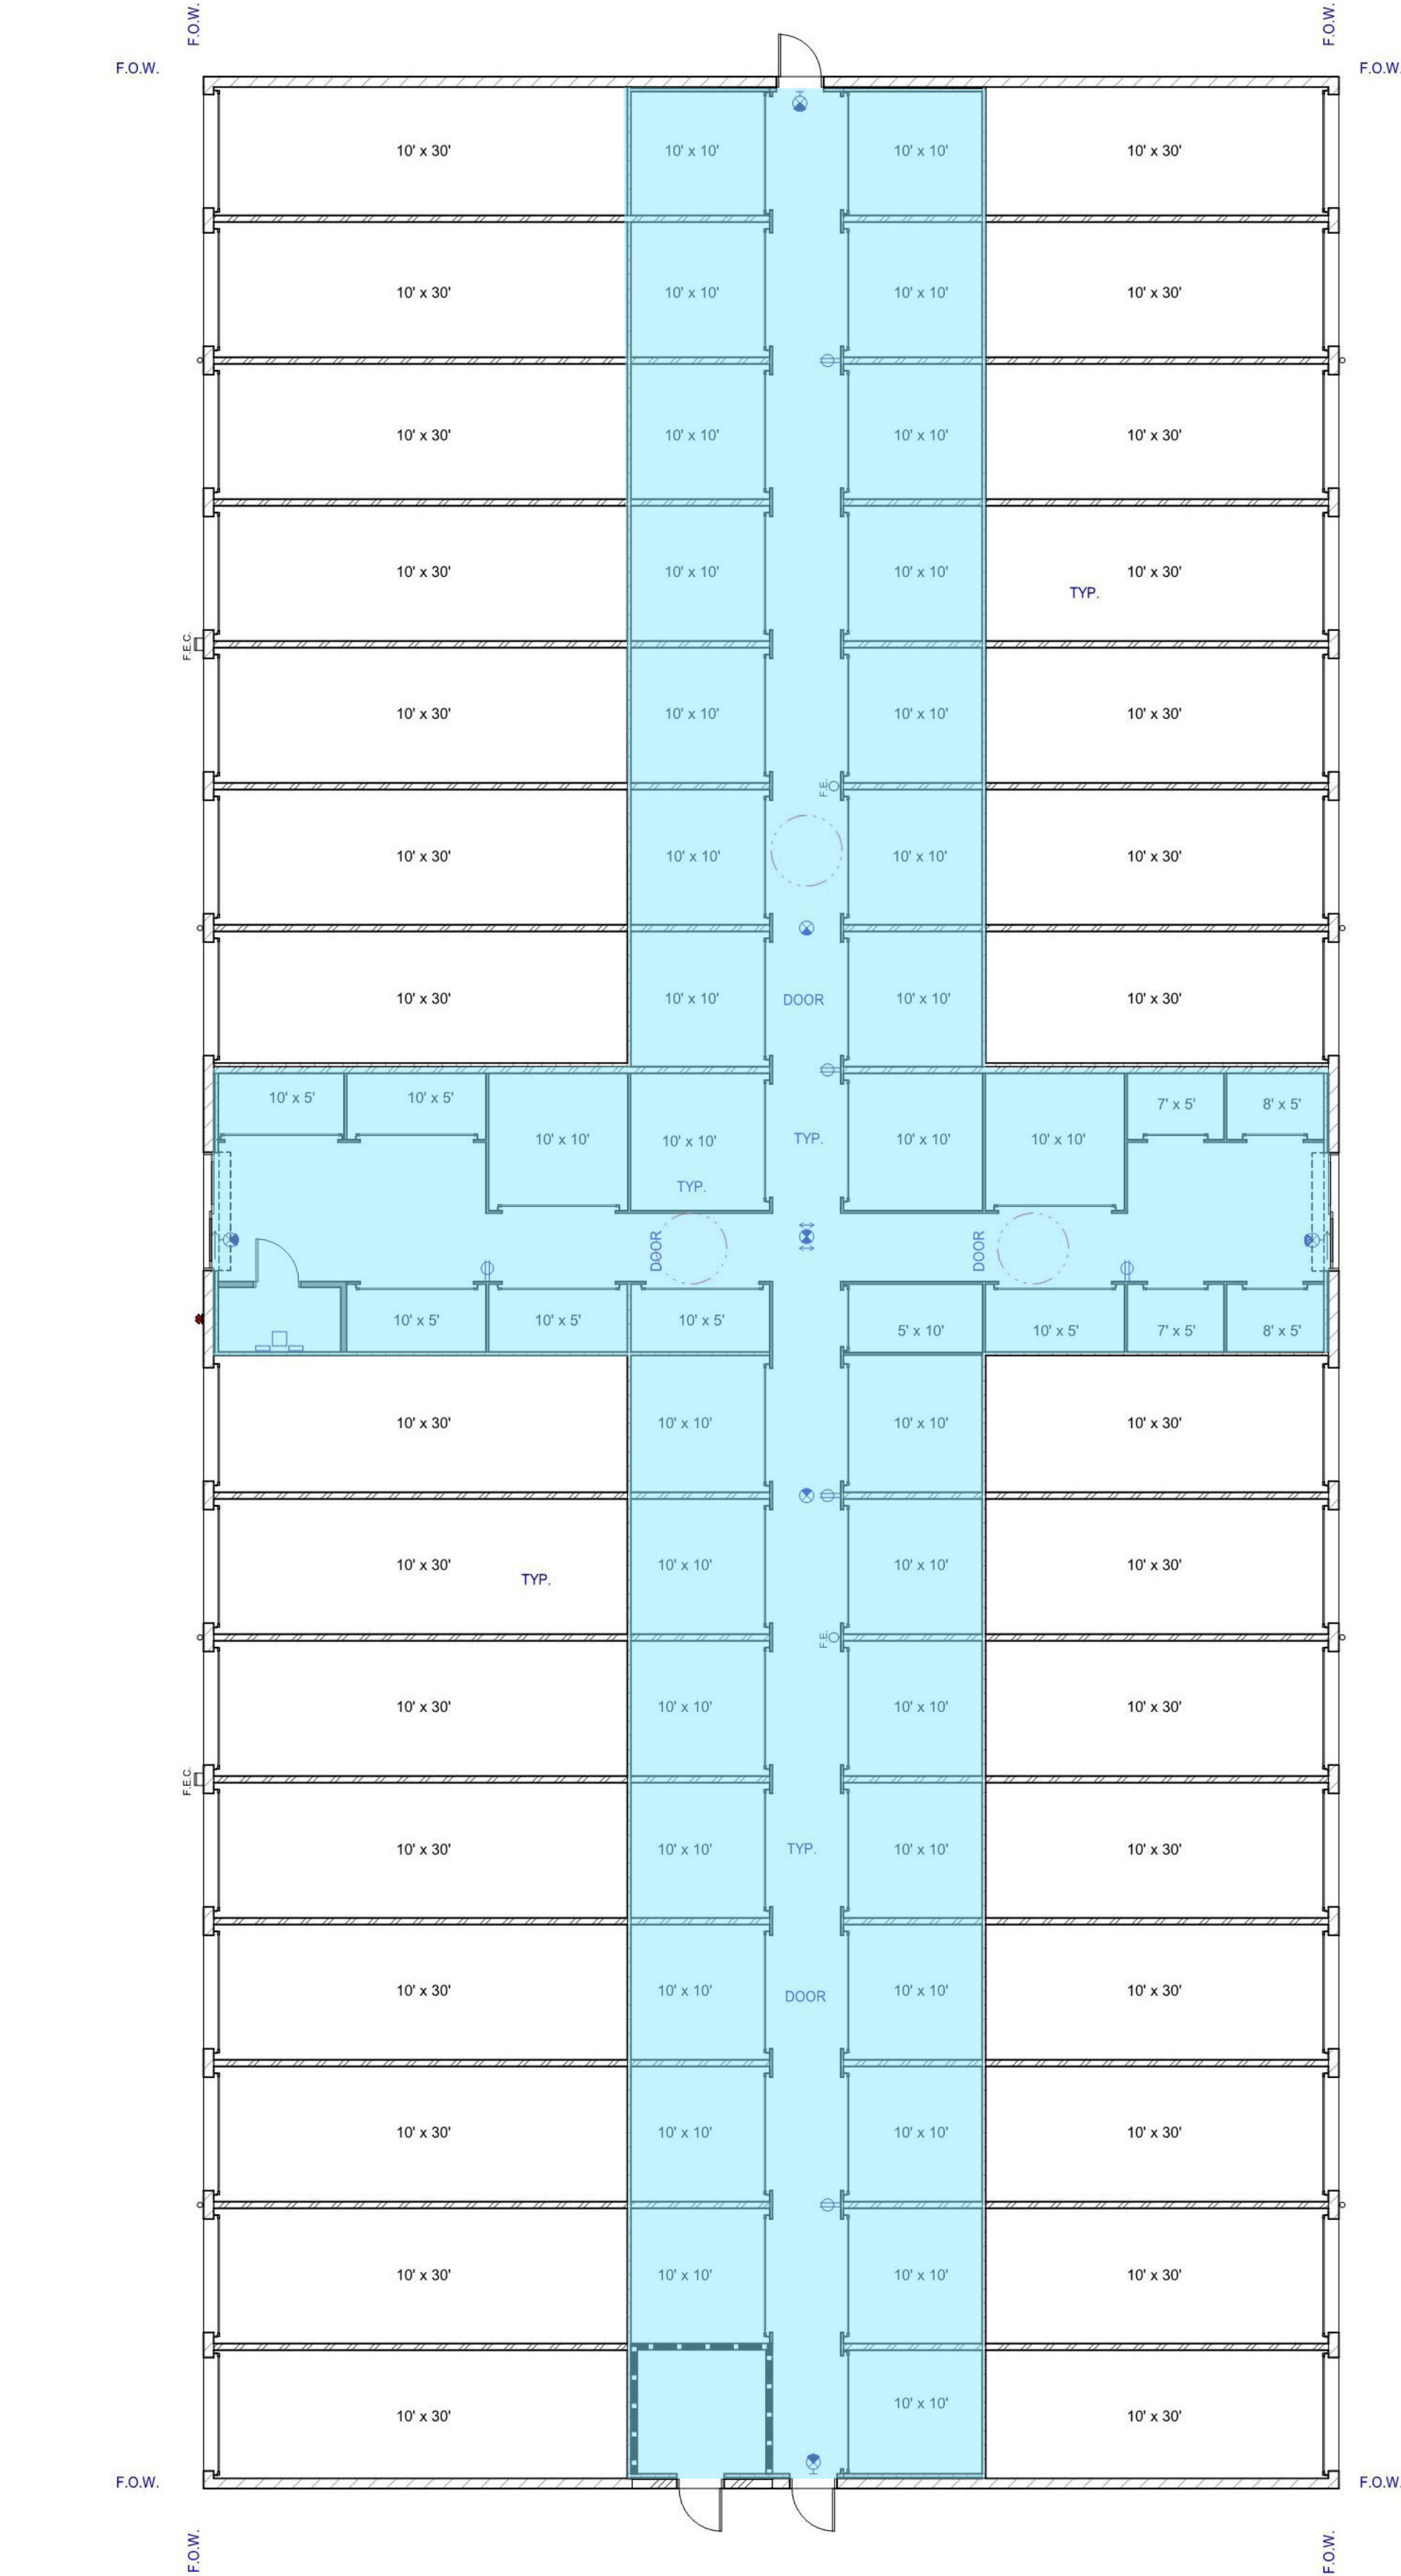 F.O.W. F.O.W.
F.O.W. F.O.W.
10' x 30' 10' x 10' 10' x 10' 10' x 30'
10' x 30' 10' x 10' 10' x 10' 10' x 30'
10' x 30' 10' x 10' 10' x 10' 10' x 30'
10' x 30' 10' x 10' 10' x 10' 10' x 30'
TYP.
F.E.C.
10' x 30' 10' x 10' 10' x 10' 10' x 30'
F.E.
10' x 30' 10' x 10' 10' x 10' 10' x 30'
10' x 30' 10' x 10' DOOR 10' x 10' 10' x 30'
10' x 5' 10' x 5' 7' x 5' 8' x 5'
10' x 10' 10' x 10' TYP. 10' x 10' 10' x 10'
TYP.
DOOR DOOR
10' x 5' 10' x 5' 10' x 5' 5' x 10' 10' x 5' 7' x 5' 8' x 5'
10' x 30' 10' x 10' 10' x 10' 10' x 30'
10' x 30' 10' x 10' 10' x 10' 10' x 30'
TYP.
F.E.
10' x 30' 10' x 10' 10' x 10' 10' x 30'
F.E.C.
10' x 30' 10' x 10' TYP. 10' x 10' 10' x 30'
10' x 30' 10' x 10' DOOR 10' x 10' 10' x 30'
10' x 30' 10' x 10' 10' x 10' 10' x 30'
10' x 30' 10' x 10' 10' x 10' 10' x 30'
10' x 30' 10' x 10' 10' x 30'
F.O.W. F.O.W.
F.O.W. F.O.W.